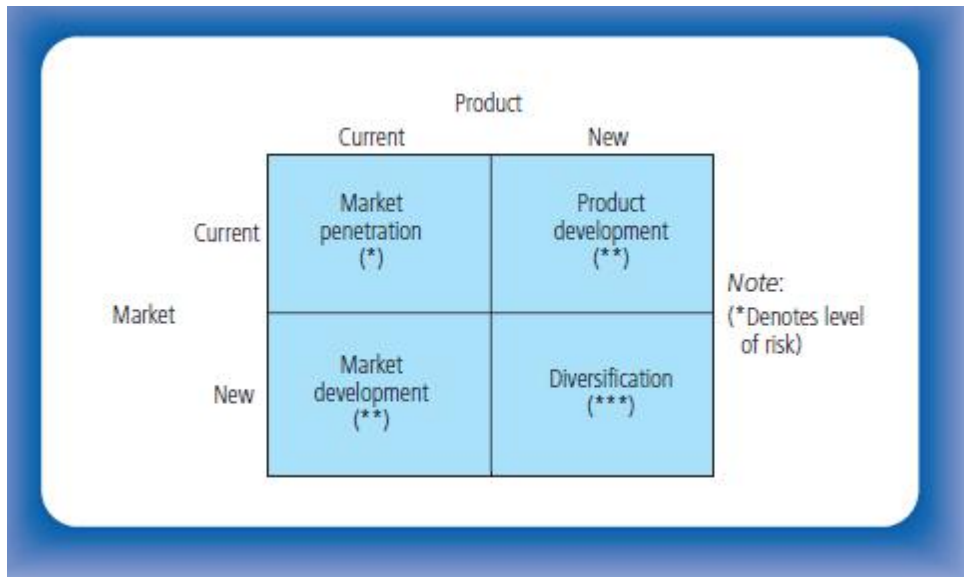 Product
Current New
Market
penetration
(*)
Product
development
(**)
Current
Market
Note:
(*Denotes level
of risk)
Market
development
(**)
Diversification
(***)
New